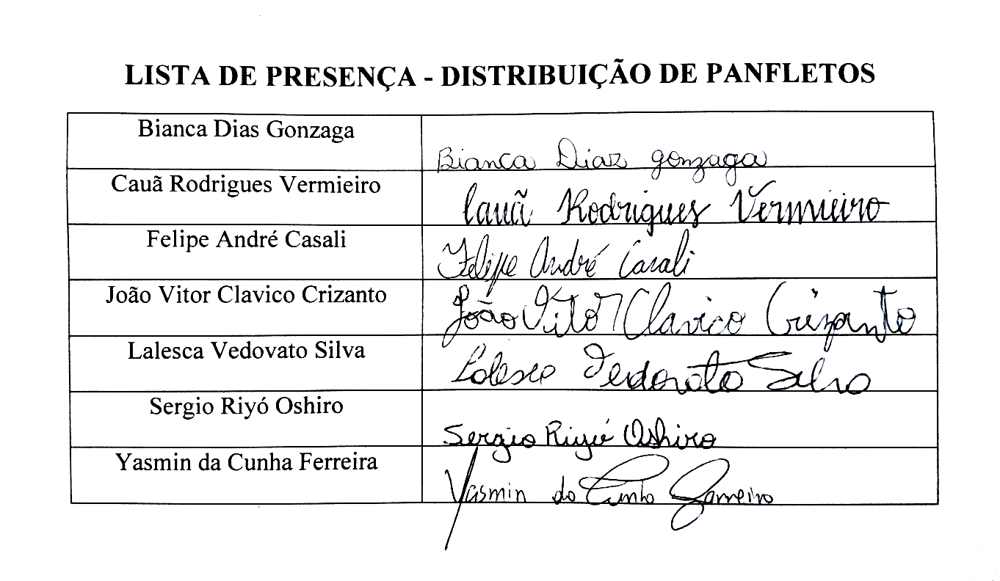 LISTA DE PRESENÇA - DISTRIBUIÇÃO DE PANFLETOS
Bianca Dias Gonzaga
Bianca Dias gonzaga
Cauã Rodrigues Vermieiro
Cauã Rodrigues Vermieiro
Felipe André Casali
Felipe André Casali
João Vitor Clavico Crizanto
João Vitor Clavico Crizanto
Lalesca Vedovato Silva
Lalesca Vedovato Silva
Sergio Riyó Oshiro
Sergio Riyó Oshiro
Yasmin da Cunha Ferreira
Yasmin da Cunha Ferreira